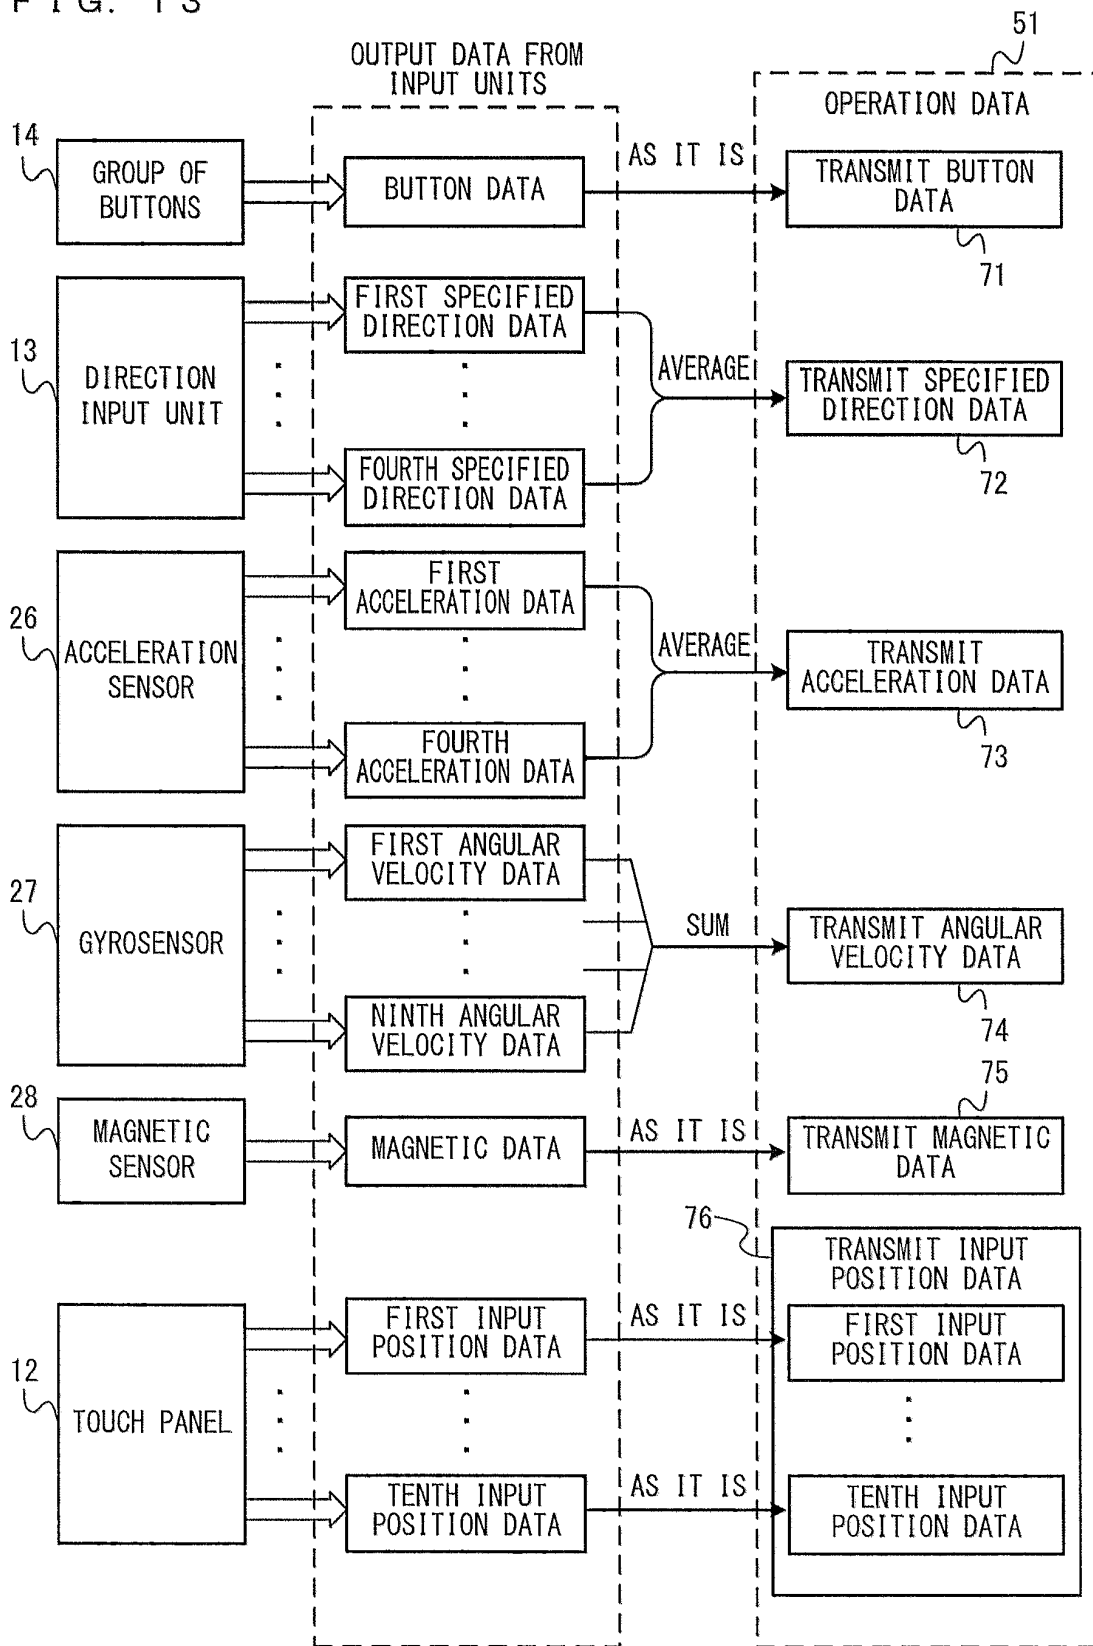 FIG. 13
51
OUTPUT DATA FROM
INPUT UNITS
OPERATION DATA
14
GROUP OF
BUTTONS
BUTTON DATA
AS IT IS
TRANSMIT BUTTON
DATA
71
13
DIRECTION
INPUT UNIT
FIRST SPECIFIED
DIRECTION DATA
FOURTH SPECIFIED
DIRECTION DATA
AVERAGE
TRANSMIT SPECIFIED
DIRECTION DATA
72
26
ACCELERATION
SENSOR
FIRST
ACCELERATION DATA
FOURTH
ACCELERATION DATA
AVERAGE
TRANSMIT
ACCELERATION DATA
73
27
GYROSENSOR
FIRST ANGULAR
VELOCITY DATA
NINTH ANGULAR
VELOCITY DATA
SUM
TRANSMIT ANGULAR
VELOCITY DATA
74
28
MAGNETIC
SENSOR
MAGNETIC DATA
AS IT IS
75
TRANSMIT MAGNETIC
DATA
76
TRANSMIT INPUT
POSITION DATA
12
TOUCH PANEL
FIRST INPUT
POSITION DATA
AS IT IS
FIRST INPUT
POSITION DATA
TENTH INPUT
POSITION DATA
AS IT IS
TENTH INPUT
POSITION DATA